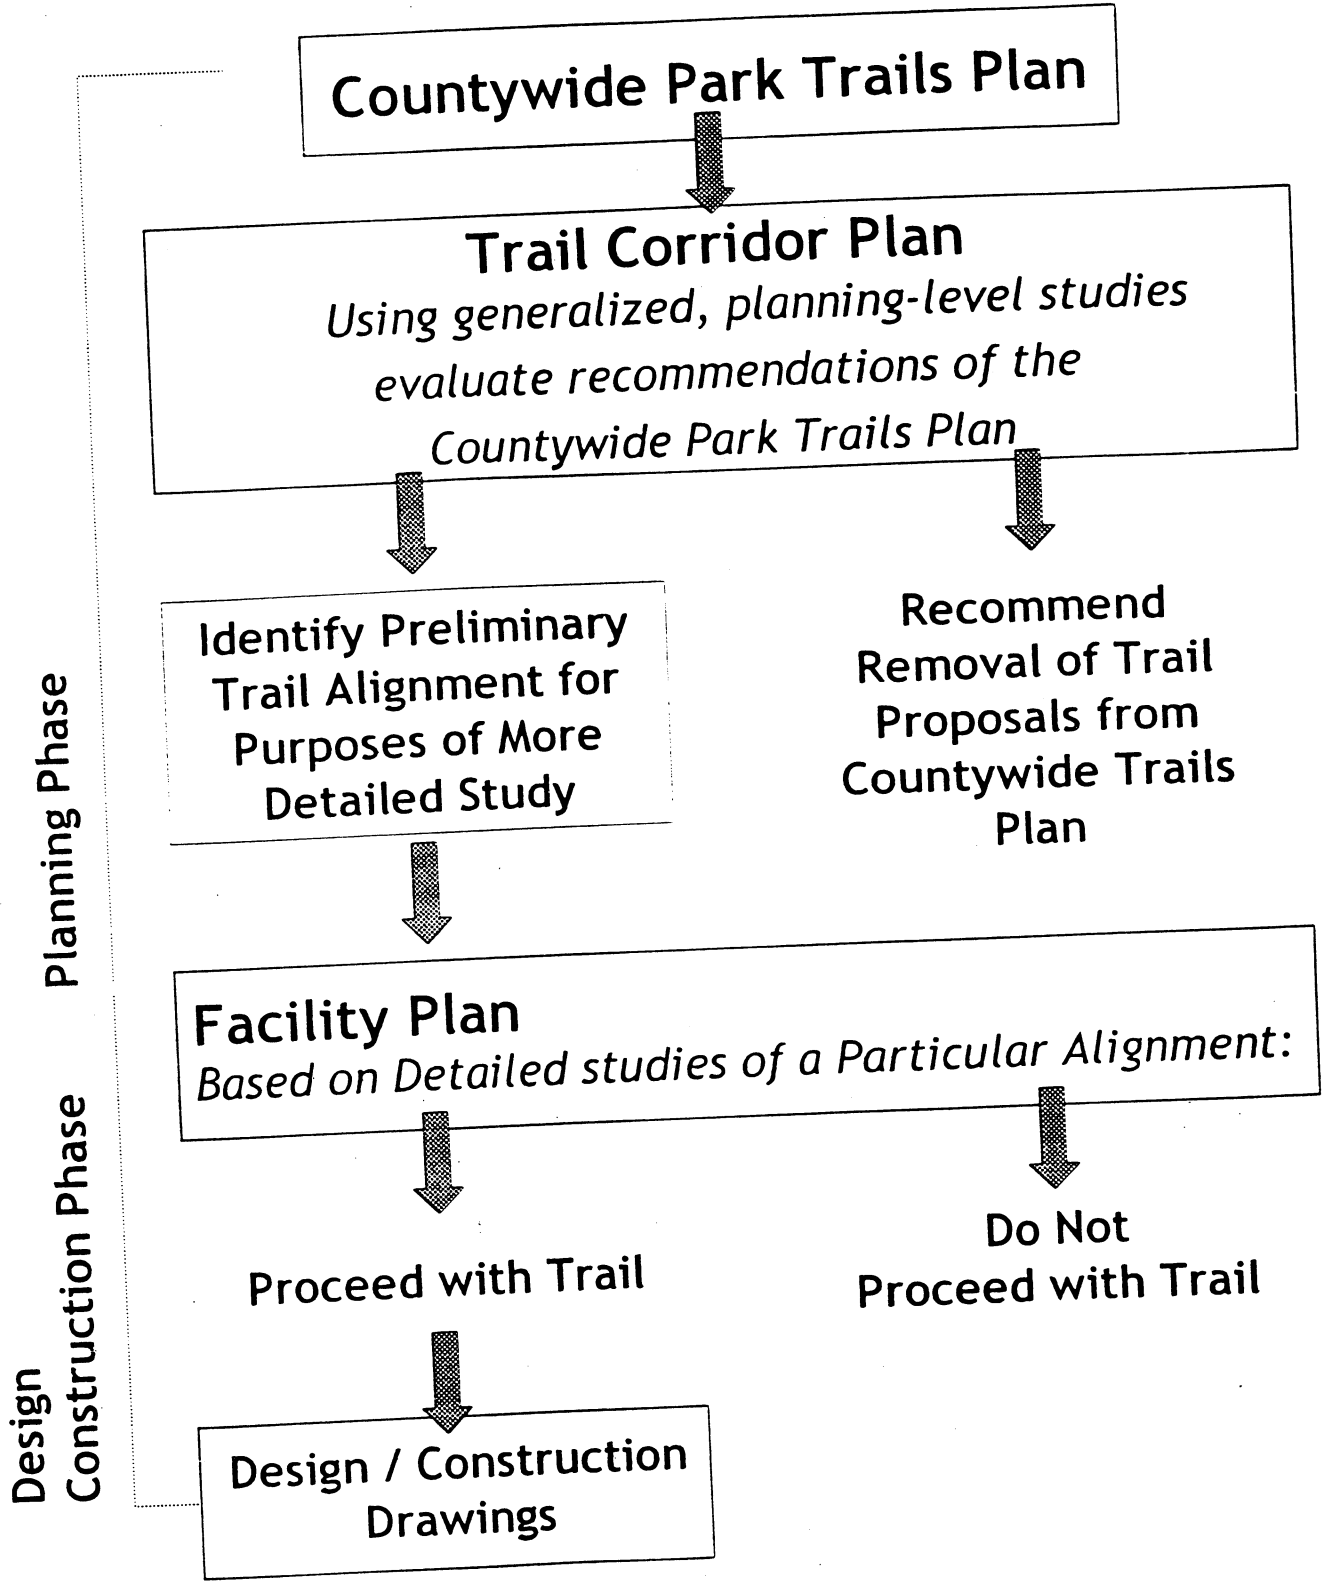 Countywide Park Trails Plan
Trail Corridor Plan
Using generalized, planning-level studies
evaluate recommendations of the
Countywide Park Trails Plan
Identify Preliminary
Trail Alignment for
Purposes of More
Detailed Study
Recommend
Removal of Trail
Proposals from
Countywide Trails
Plan
Planning Phase
Facility Plan
Based on Detailed studies of a Particular Alignment:
Proceed with Trail
Do Not
Proceed with Trail
Design
Construction Phase
Design / Construction
Drawings